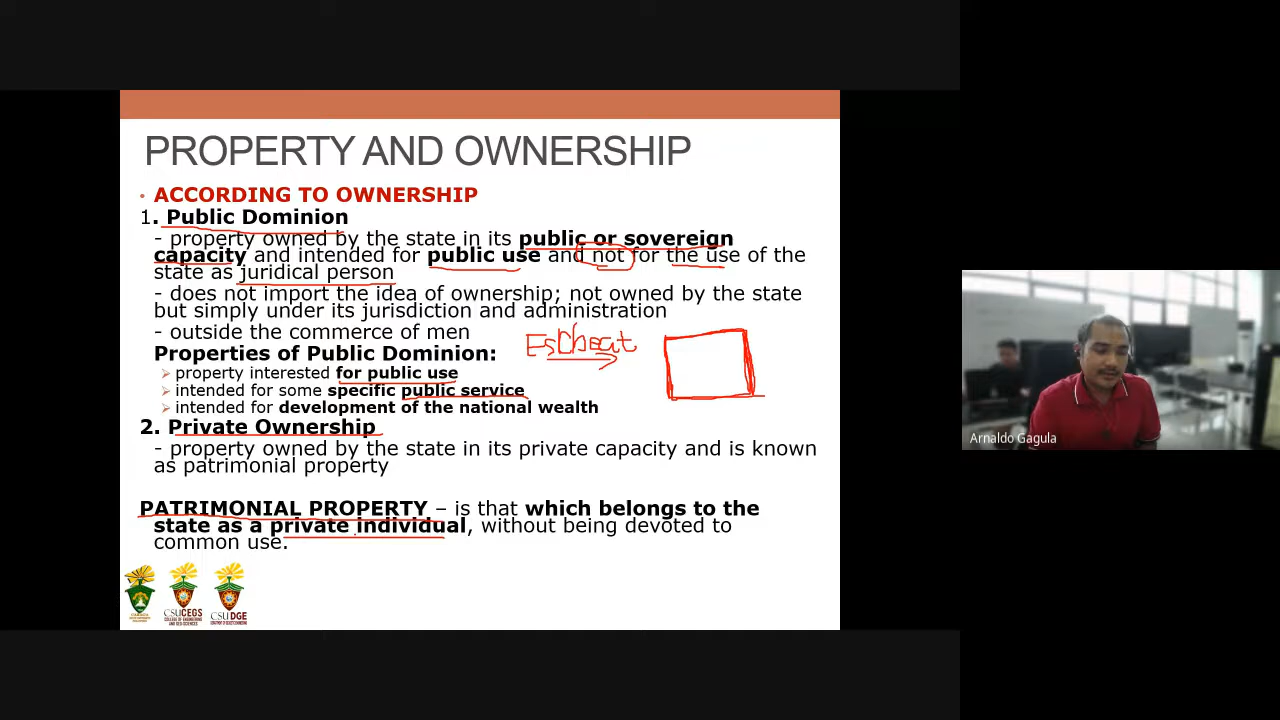 PROPERTY AND OWNERSHIP
• ACCORDING TO OWNERSHIP
1. Public Dominion
- property owned by the state in its public or sovereign
capacity and intended for public use and not for the use of the
state as juridical person
- does not import the idea of ownership; not owned by the state
but simply under its jurisdiction and administration
- outside the commerce of men
Escheat
Properties of Public Dominion:
property interested for public use
intended for some specific public service
intended for development of the national wealth
2. Private Ownership
- property owned by the state in its private capacity and is known
as patrimonial property
PATRIMONIAL PROPERTY – is that which belongs to the
state as a private individual, without being devoted to
common use.
CSUCEGS
CSU DGE
Arnaldo Gagula